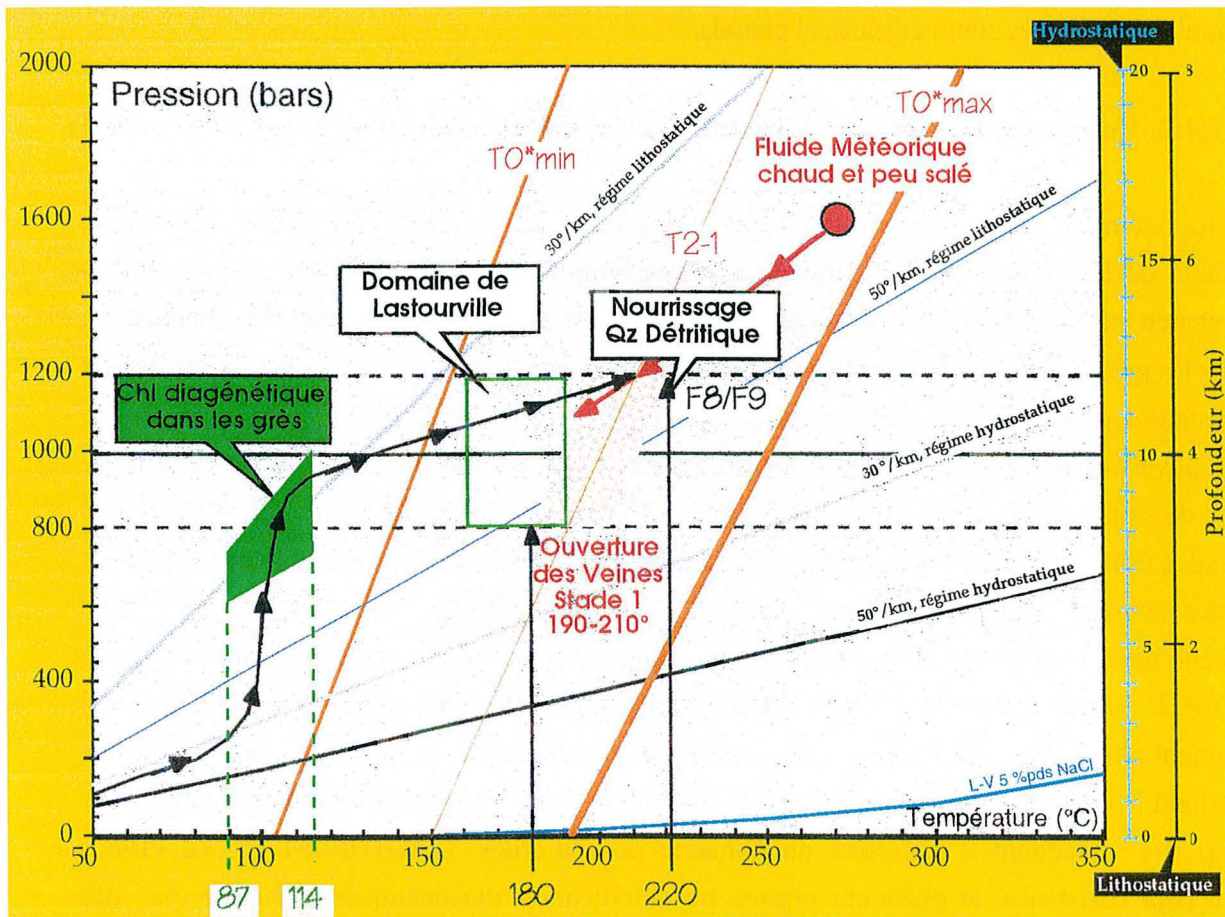 Hydrostatique
2000
1600
1200
1000
800
400
0
Pression (bars)
TO*min
TO*max
30°/km, régime lithostatique
Fluide Météorique
chaud et peu salé
T2-1
50°/km, régime lithostatique
Domaine de
Lastourville
Nourrissage
Qz Détritique
Chl diagénétique
dans les grès
F8/F9
30°/km, régime hydrostatique
Ouverture
des Veines
Stade 1
190-210°
50°/km, régime hydrostatique
L-V 5 %pds NaCl
Température (°C)
50
100
150
200
250
300
350
87
114
180
220
20
15
10
5
0
8
6
4
2
0
Profondeur (km)
Lithostatique